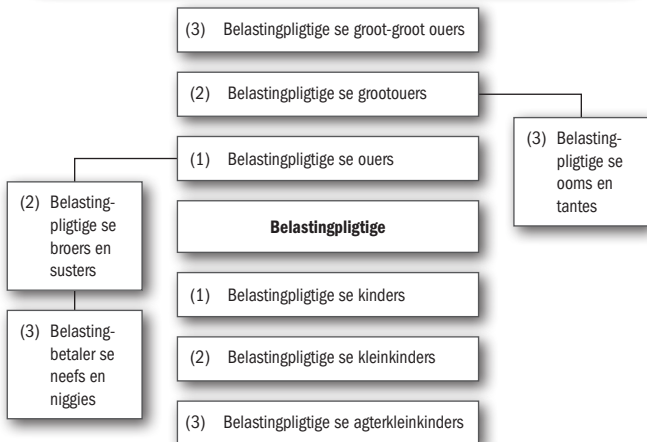 (3) Belastingpligtige se groot-groot ouers
(2) Belastingpligtige se grootouers
(3) Belasting-
pligtige se
ooms en
tantes
(1) Belastingpligtige se ouers
(2) Belasting-
pligtige se
broers en
susters
Belastingpligtige
(1) Belastingpligtige se kinders
(3) Belasting-
betaler se
neefs en
niggies
(2) Belastingpligtige se kleinkinders
(3) Belastingpligtige se agterkleinkinders